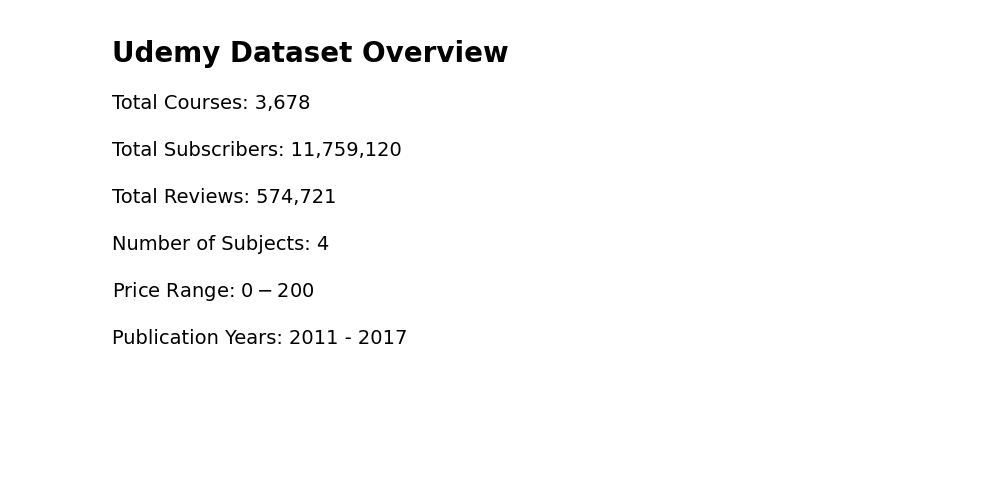 Udemy Dataset Overview
Total Courses: 3,678
Total Subscribers: 11,759,120
Total Reviews: 574,721
Number of Subjects: 4
Price Range: 0 − 200
Publication Years: 2011 - 2017